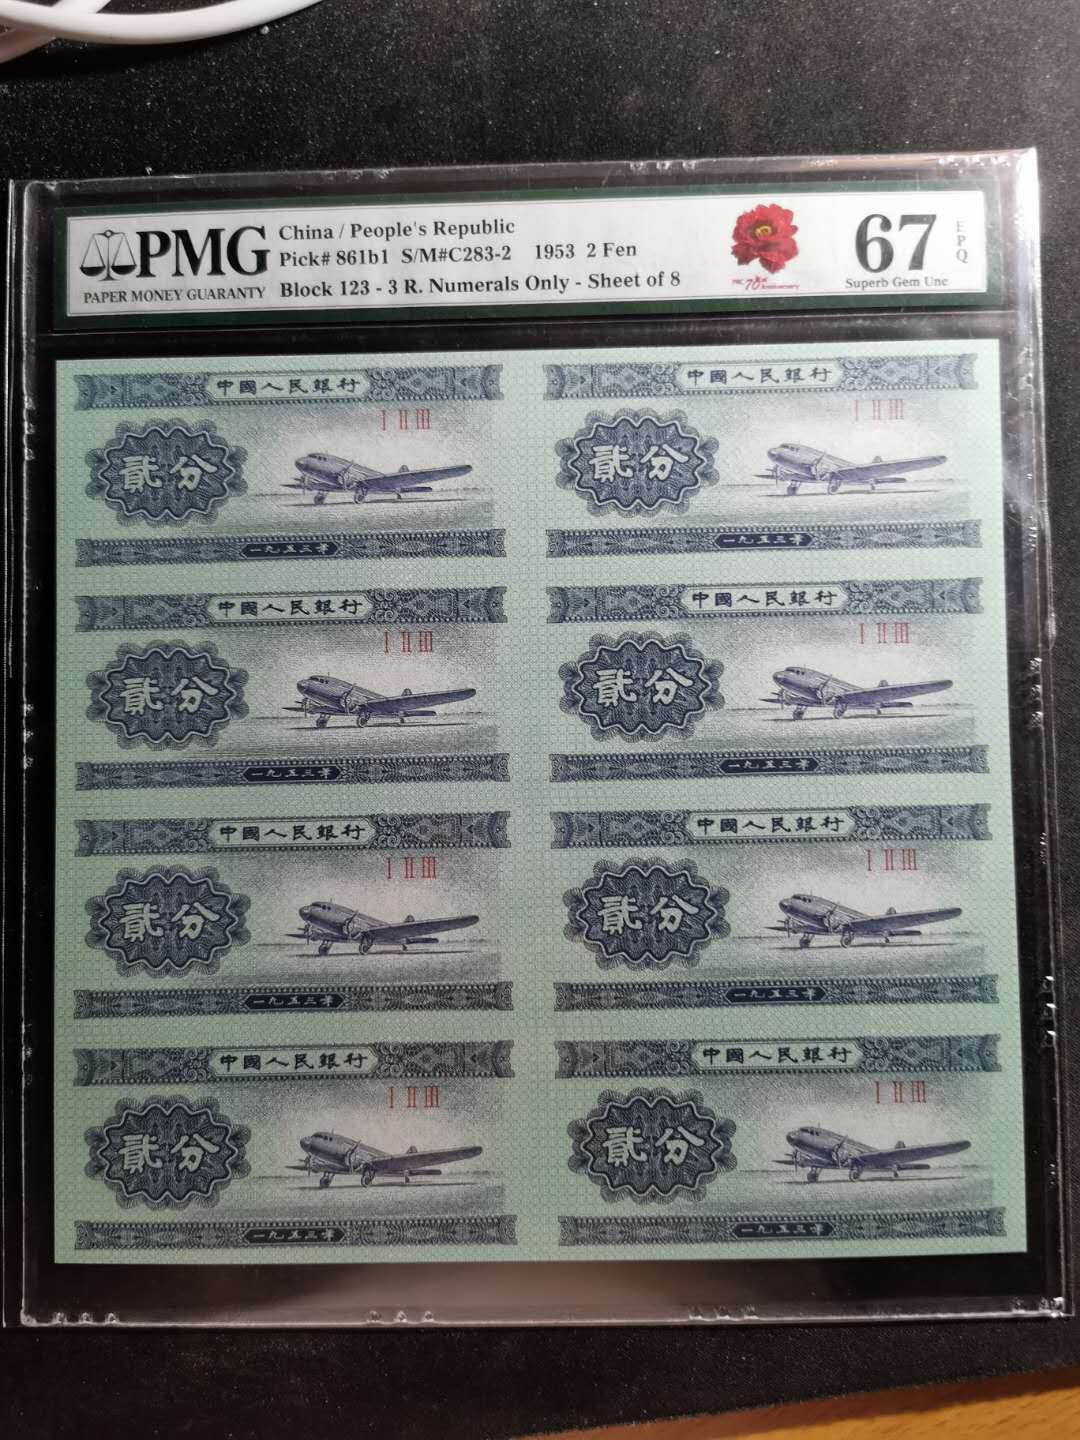 PMG
PAPER MONEY GUARANTY
China / People's Republic
Pick# 861b1 S/M#C283-2 1953 2 Fen
Block 123 - 3 R. Numerals Only - Sheet of 8
PRC 70th Anniversary
67 EPQ
Superb Gem Unc
中國人民銀行
I II III
貳分
一九五三年
中國人民銀行
I II III
貳分
一九五三年
中國人民銀行
I II III
貳分
一九五三年
中國人民銀行
I II III
貳分
一九五三年
中國人民銀行
I II III
貳分
一九五三年
中國人民銀行
I II III
貳分
一九五三年
中國人民銀行
I II III
貳分
一九五三年
中國人民銀行
I II III
貳分
一九五三年